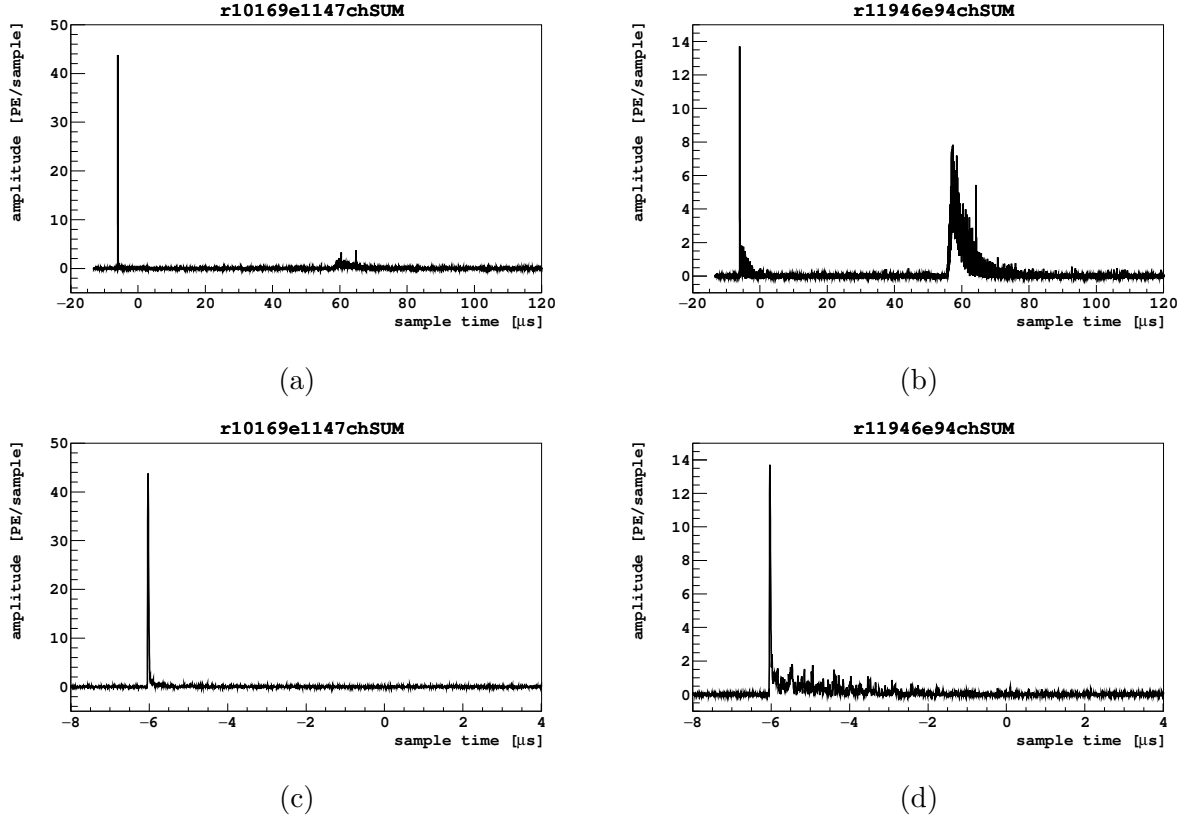 r10169e1147chSUM
amplitude [PE/sample]
50
40
30
20
10
0
−20 0 20 40 60 80 100 120
sample time [μs]
(a)
r11946e94chSUM
amplitude [PE/sample]
14
12
10
8
6
4
2
0
−20 0 20 40 60 80 100 120
sample time [μs]
(b)
r10169e1147chSUM
amplitude [PE/sample]
50
40
30
20
10
0
−8 −6 −4 −2 0 2 4
sample time [μs]
(c)
r11946e94chSUM
amplitude [PE/sample]
14
12
10
8
6
4
2
0
−8 −6 −4 −2 0 2 4
sample time [μs]
(d)